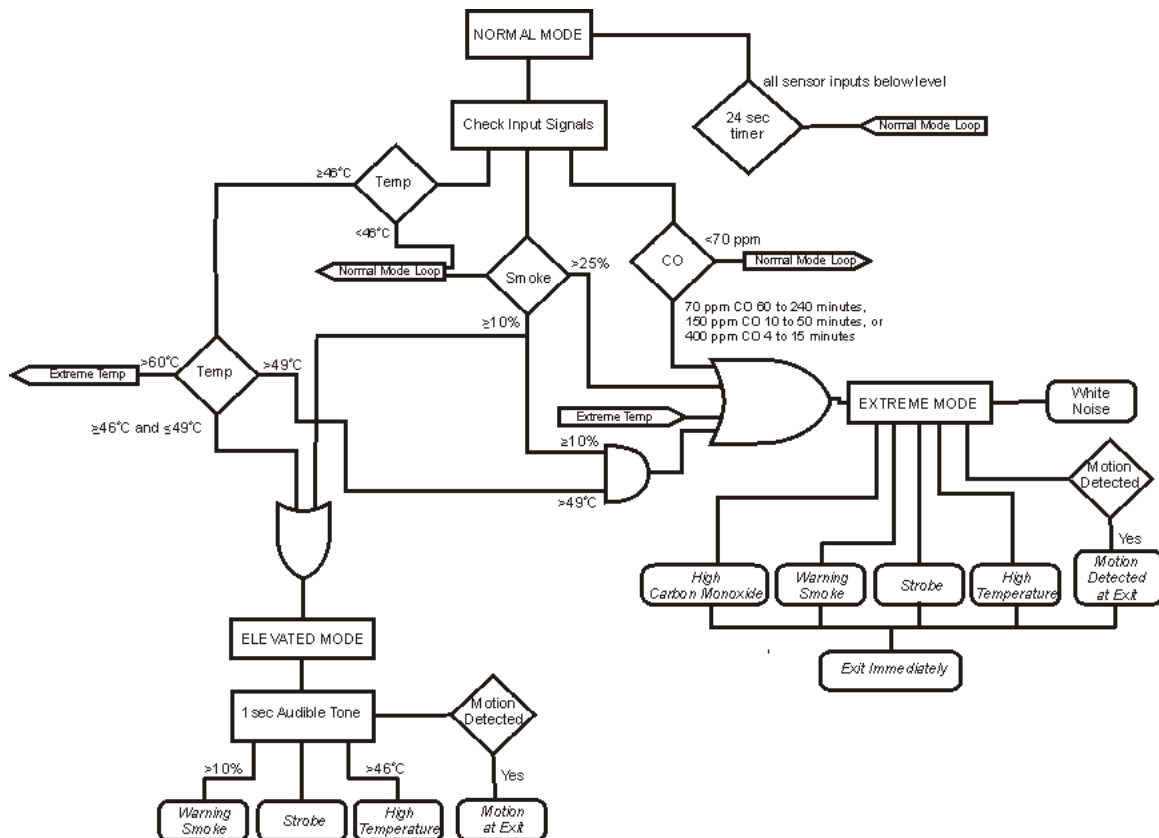 NORMAL MODE
all sensor inputs below level
24 sec
timer
Normal Mode Loop
Check Input Signals
≥46°C
Temp
<46°C
Normal Mode Loop
Smoke
>25%
≥10%
<70 ppm
CO
Normal Mode Loop
70 ppm CO 60 to 240 minutes,
150 ppm CO 10 to 50 minutes, or
400 ppm CO 4 to 15 minutes
Extreme Temp
>60°C
Temp
>49°C
≥46°C and ≤49°C
Extreme Temp
≥10%
>49°C
EXTREME MODE
White
Noise
Motion
Detected
Yes
High
Carbon Monoxide
Warning
Smoke
Strobe
High
Temperature
Motion
Detected
at Exit
Exit Immediately
ELEVATED MODE
1sec Audible Tone
Motion
Detected
>10%
>46°C
Yes
Warning
Smoke
Strobe
High
Temperature
Motion
at Exit